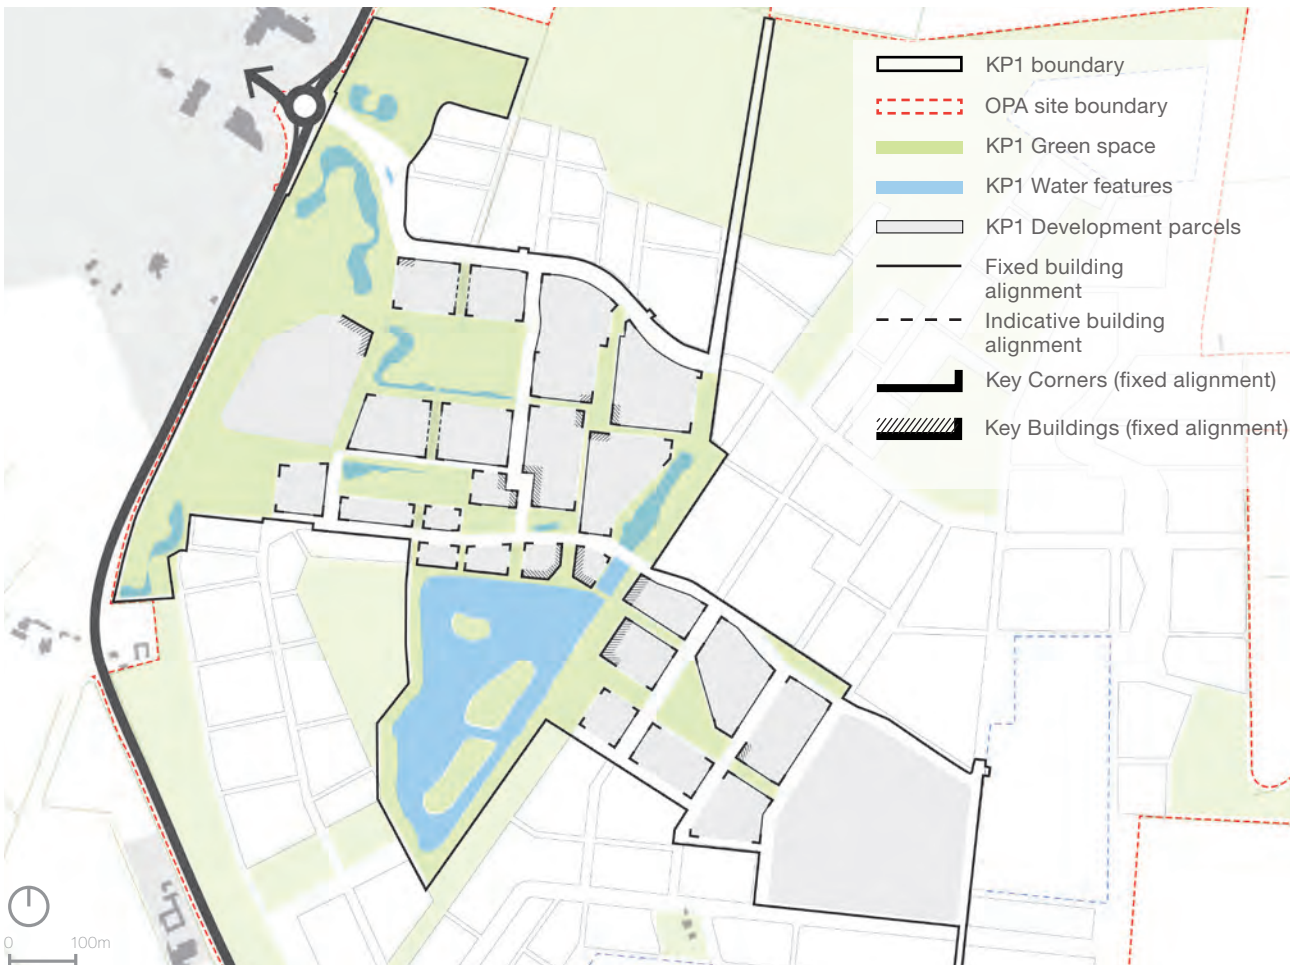 KP1 boundary
OPA site boundary
KP1 Green space
KP1 Water features
KP1 Development parcels
Fixed building
alignment
Indicative building
alignment
Key Corners (fixed alignment)
Key Buildings (fixed alignment)
0
100m